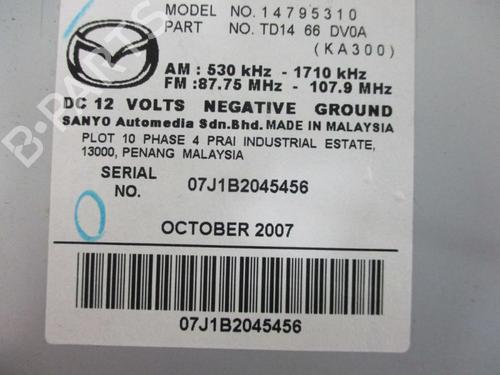 MODEL NO. 14795310
PART NO. TD14 66 DV0A
(KA300)
AM : 530 kHz - 1710 kHz
FM : 87.75 MHz - 107.9 MHz
DC 12 VOLTS NEGATIVE GROUND
SANYO Automedia Sdn.Bhd. MADE IN MALAYSIA
PLOT 10 PHASE 4 PRAI INDUSTRIAL ESTATE,
13000, PENANG MALAYSIA
SERIAL NO. 07J1B2045456
OCTOBER 2007
07J1B2045456
B-PARTS